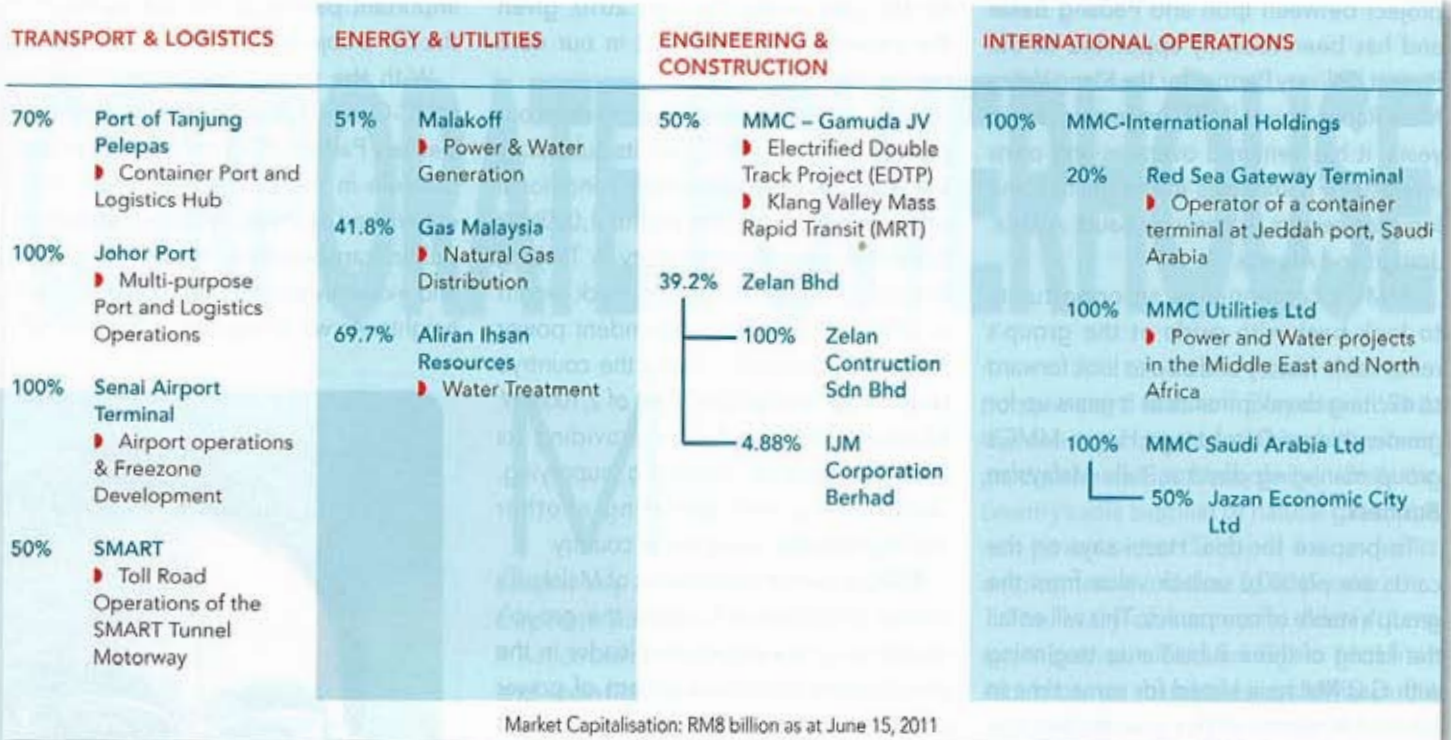 TRANSPORT & LOGISTICS
70% Port of Tanjung
Pelepas
Container Port and
Logistics Hub
100% Johor Port
Multi-purpose
Port and Logistics
Operations
100% Senal Airport
Terminal
Airport operations
& Freezone
Development
50% SMART
Toll Road
Operations of the
SMART Tunnel
Motorway
ENERGY & UTILITIES
51% Malakoff
Power & Water
Generation
41.8% Gas Malaysia
Natural Gas
Distribution
69.7% Aliran Ihsan
Resources
Water Treatment
ENGINEERING &
CONSTRUCTION
50% MMC – Gamuda JV
Electrified Double
Track Project (EDTP)
Klang Valley Mass
Rapid Transit (MRT)
39.2% Zelan Bhd
100% Zelan
Contruction
Sdn Bhd
4.88% IJM
Corporation
Berhad
INTERNATIONAL OPERATIONS
100% MMC-International Holdings
20% Red Sea Gateway Terminal
Operator of a container
terminal at Jeddah port, Saudi
Arabia
100% MMC Utilities Ltd
Power and Water projects
in the Middle East and North
Africa
100% MMC Saudi Arabia Ltd
50% Jazan Economic City
Ltd
Market Capitalisation: RM8 billion as at June 15, 2011